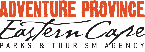 ADVENTURE PROVINCE
Eastern Cape
PARKS & TOURISM AGENCY